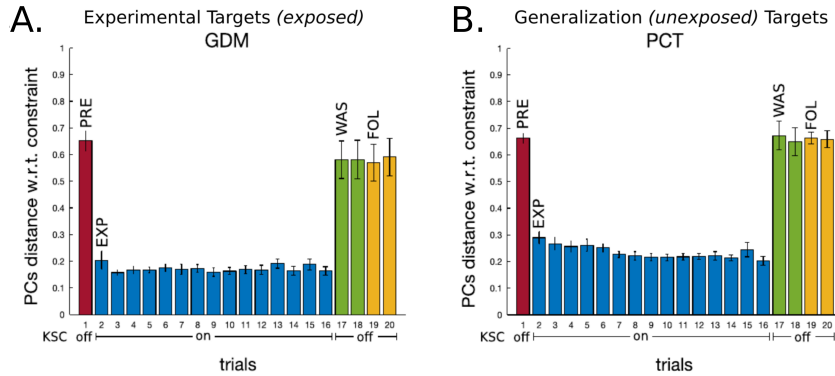 A. Experimental Targets (exposed)
GDM
PCs distance w.r.t. constraint
1
0.9
0.8
0.7
0.6
0.5
0.4
0.3
0.2
0.1
0
PRE
EXP
WAS
FOL
1 2 3 4 5 6 7 8 9 10 11 12 13 14 15 16 17 18 19 20
KSC off on off
trials
B. Generalization (unexposed) Targets
PCT
PCs distance w.r.t. constraint
1
0.9
0.8
0.7
0.6
0.5
0.4
0.3
0.2
0.1
0
PRE
EXP
WAS
FOL
1 2 3 4 5 6 7 8 9 10 11 12 13 14 15 16 17 18 19 20
KSC off on off
trials